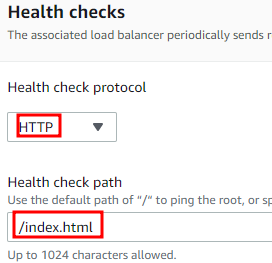 Health checks
The associated load balancer periodically sends r
Health check protocol
HTTP
Health check path
Use the default path of "/" to ping the root, or sp
/index.html
Up to 1024 characters allowed.